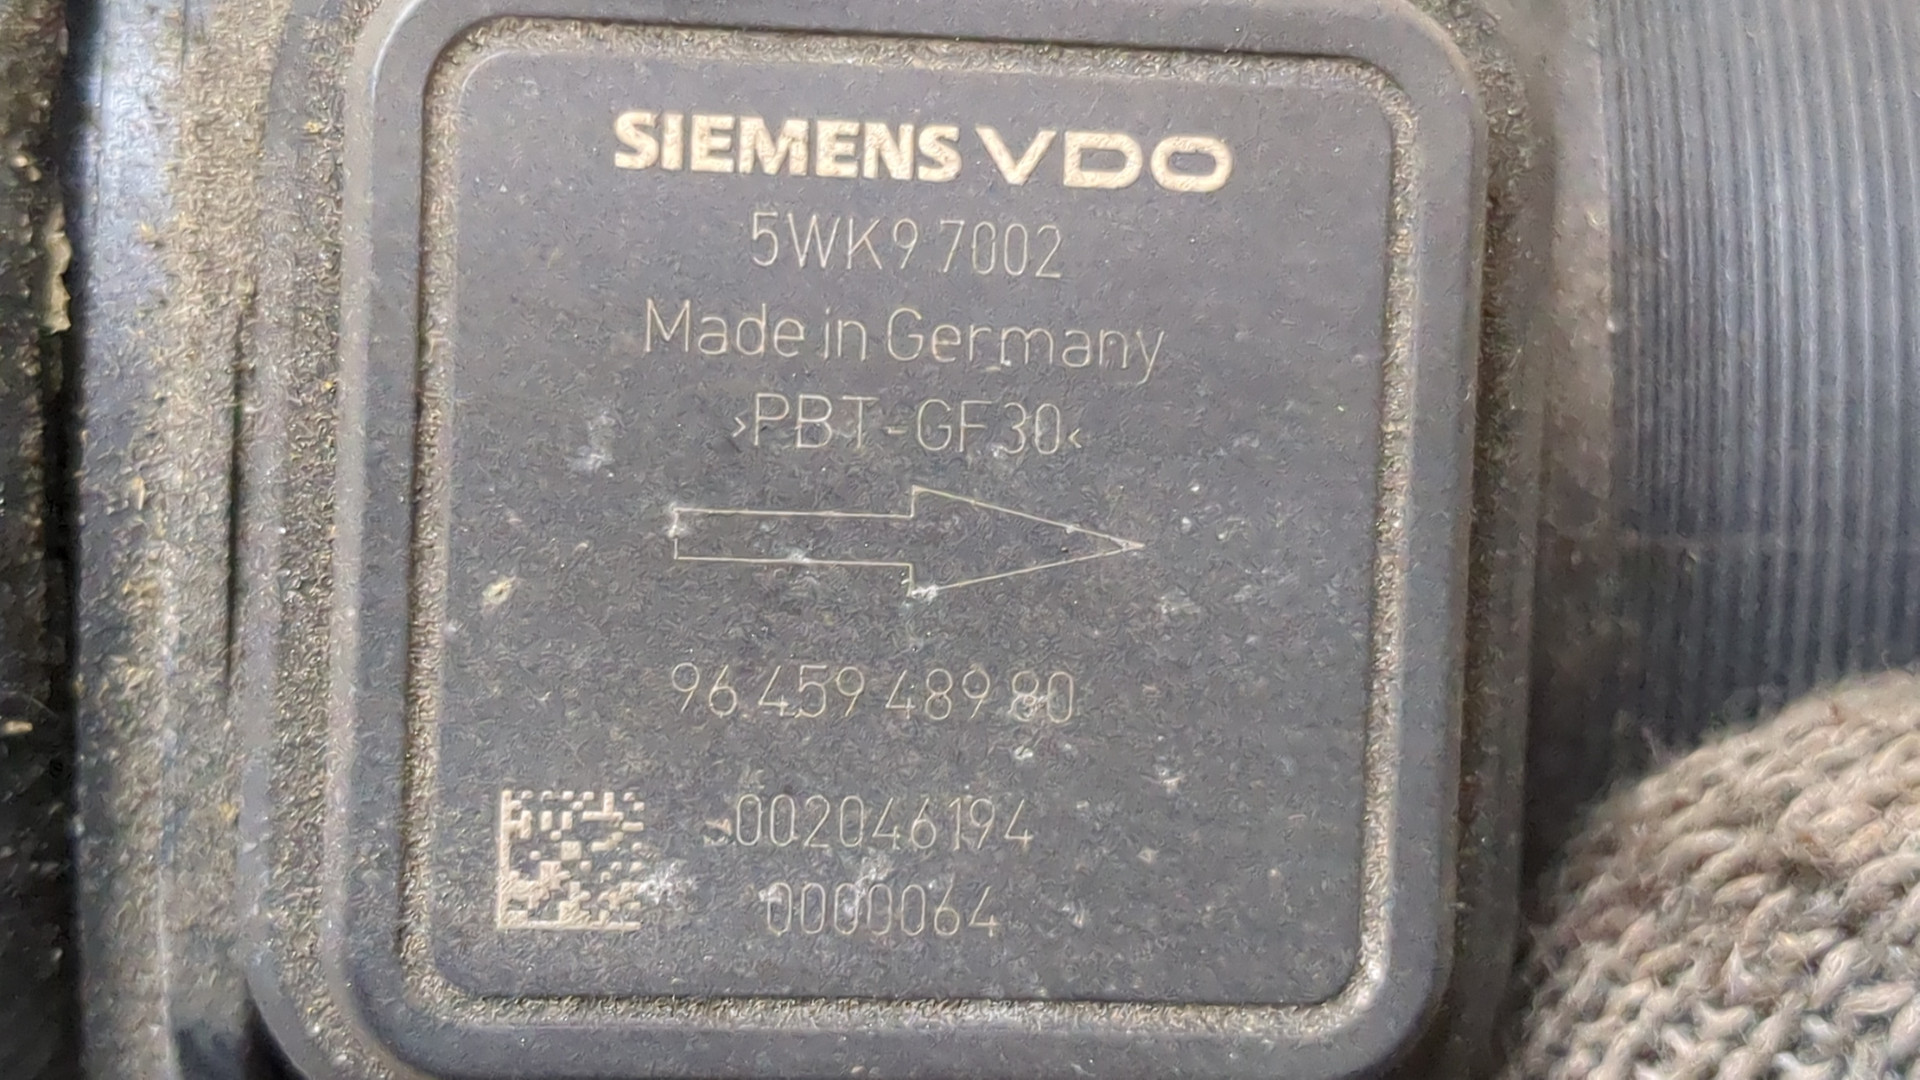 SIEMENS VDO
5WK9 7002
Made in Germany
>PBT-GF30<
96 459 489 80
002046194
0000064